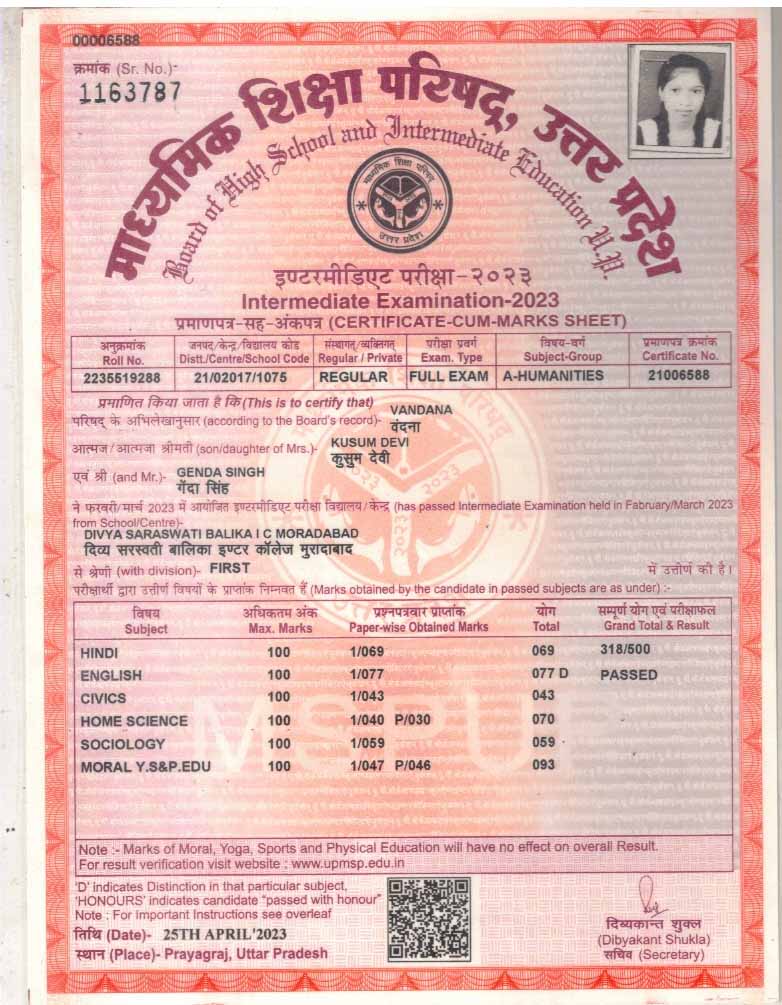 00006588
क्रमांक (Sr. No.)-
1163787
माध्यमिक शिक्षा परिषद्, उत्तर प्रदेश
Board of High School and Intermediate Education U.P.
माध्यमिक शिक्षा परिषद्
उत्तर प्रदेश
इण्टरमीडिएट परीक्षा-२०२३
Intermediate Examination-2023
प्रमाणपत्र-सह-अंकपत्र (CERTIFICATE-CUM-MARKS SHEET)
अनुक्रमांक जनपद/केन्द्र/विद्यालय कोड संस्थागत/व्यक्तिगत परीक्षा प्रवर्ग विषय-वर्ग प्रमाणपत्र क्रमांक
Roll No. Distt./Centre/School Code Regular / Private Exam. Type Subject-Group Certificate No.
2235519288 21/02017/1075 REGULAR FULL EXAM A-HUMANITIES 21006588
प्रमाणित किया जाता है कि (This is to certify that) VANDANA
परिषद् के अभिलेखानुसार (according to the Board's record)- वंदना
KUSUM DEVI
आत्मज/आत्मजा श्रीमती (son/daughter of Mrs.)- कुसुम देवी
एवं श्री (and Mr.)- GENDA SINGH
गेंदा सिंह
ने फरवरी/मार्च 2023 में आयोजित इण्टरमीडिएट परीक्षा विद्यालय/केन्द्र (has passed Intermediate Examination held in Fabruary/March 2023
from School/Centre)-
DIVYA SARASWATI BALIKA I C MORADABAD
दिव्य सरस्वती बालिका इण्टर कॉलेज मुरादाबाद
से श्रेणी (with division)- FIRST में उत्तीर्ण की है।
परीक्षार्थी द्वारा उत्तीर्ण विषयों के प्राप्तांक निम्नवत हैं (Marks obtained by the candidate in passed subjects are as under) :-
विषय अधिकतम अंक प्रश्नपत्रवार प्राप्तांक योग सम्पूर्ण योग एवं परीक्षाफल
Subject Max. Marks Paper-wise Obtained Marks Total Grand Total & Result
HINDI 100 1/069 069 318/500
ENGLISH 100 1/077 077 D PASSED
CIVICS 100 1/043 043
HOME SCIENCE 100 1/040 P/030 070
SOCIOLOGY 100 1/059 059
MORAL Y.S&P.EDU 100 1/047 P/046 093
MSPUP
Note :- Marks of Moral, Yoga, Sports and Physical Education will have no effect on overall Result.
For result verification visit website : www.upmsp.edu.in
'D' indicates Distinction in that particular subject,
'HONOURS' indicates candidate "passed with honour"
Note : For Important Instructions see overleaf
तिथि (Date)- 25TH APRIL'2023
स्थान (Place)- Prayagraj, Uttar Pradesh
दिब्यकान्त शुक्ल
(Dibyakant Shukla)
सचिव (Secretary)